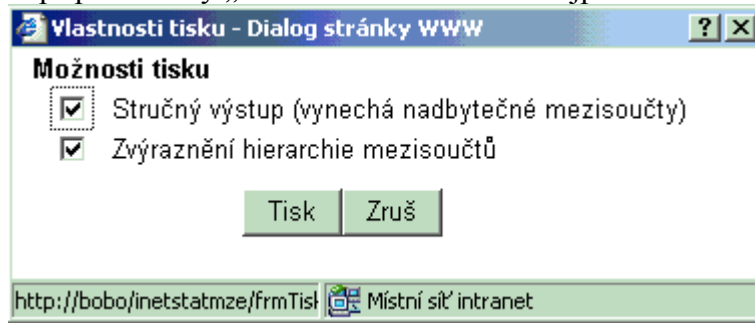 Vlastnosti tisku - Dialog stránky WWW
Možnosti tisku
Stručný výstup (vynechá nadbytečné mezisoučty)
Zvýraznění hierarchie mezisoučtů
Tisk Zruš
http://bobo/inetstatmze/frmTisk Místní síť intranet